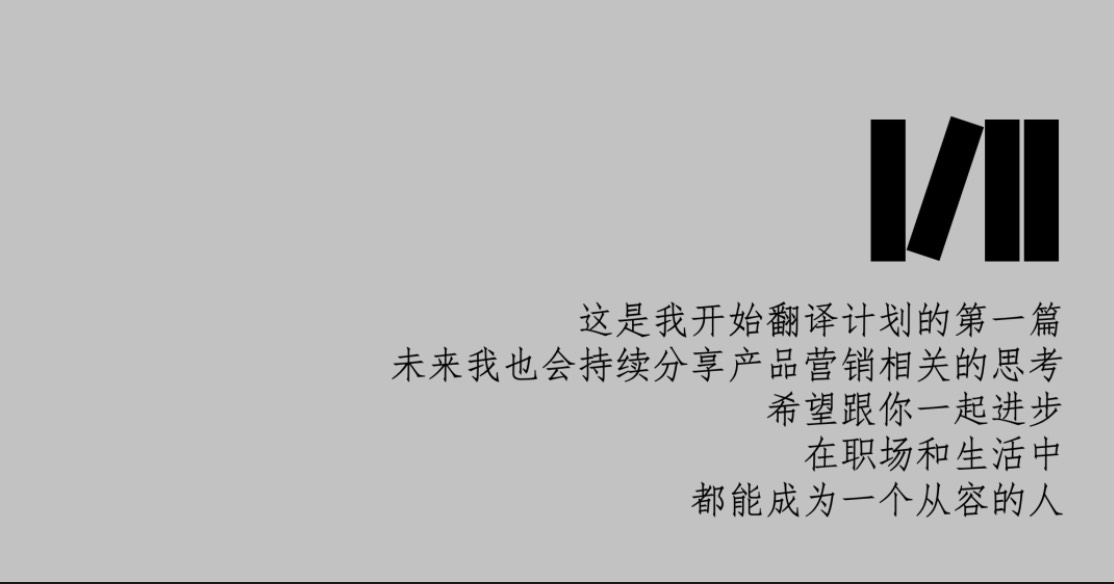 这是我开始翻译计划的第一篇
未来我也会持续分享产品营销相关的思考
希望跟你一起进步
在职场和生活中
都能成为一个从容的人